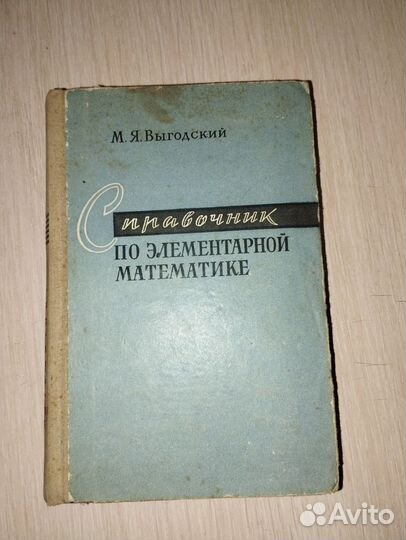 М. Я. Выгодский
Справочник
ПО ЭЛЕМЕНТАРНОЙ
МАТЕМАТИКЕ
Avito